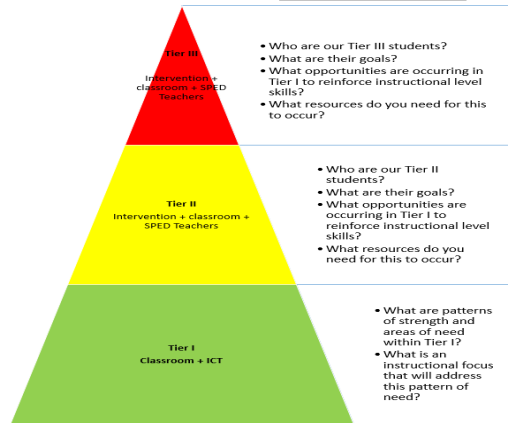 Tier III
Intervention +
classroom + SPED
Teachers
• Who are our Tier III students?
• What are their goals?
• What opportunities are occurring in
Tier I to reinforce instructional level
skills?
• What resources do you need for this
to occur?
Tier II
Intervention + classroom +
SPED Teachers
• Who are our Tier II
students?
• What are their goals?
• What opportunities are
occurring in Tier I to
reinforce instructional level
skills?
• What resources do you
need for this to occur?
Tier I
Classroom + ICT
• What are patterns
of strength and
areas of need
within Tier I?
• What is an
instructional focus
that will address
this pattern of
need?